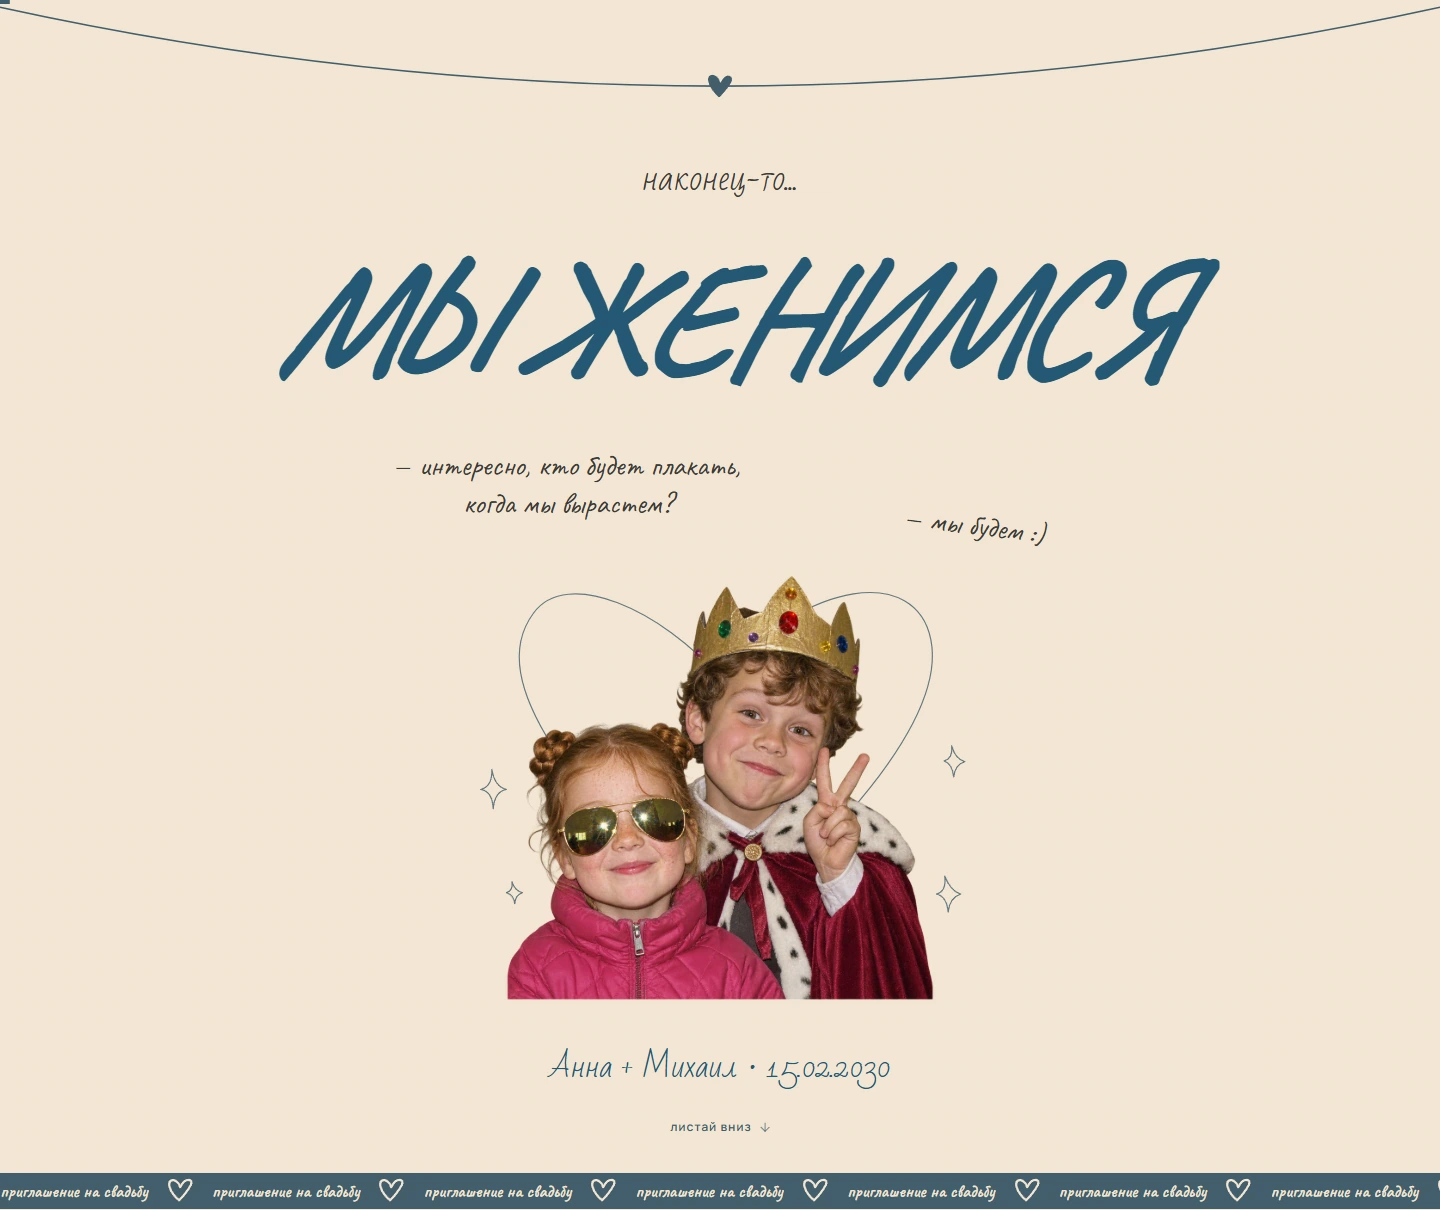 наконец-то...
МЫ ЖЕНИМСЯ
— интересно, кто будет плакать,
когда мы вырастем?
— мы будем :)
Анна + Михаил • 15.02.2030
листай вниз ↓
приглашение на свадьбу приглашение на свадьбу приглашение на свадьбу приглашение на свадьбу приглашение на свадьбу приглашение на свадьбу приглашение на свадьбу